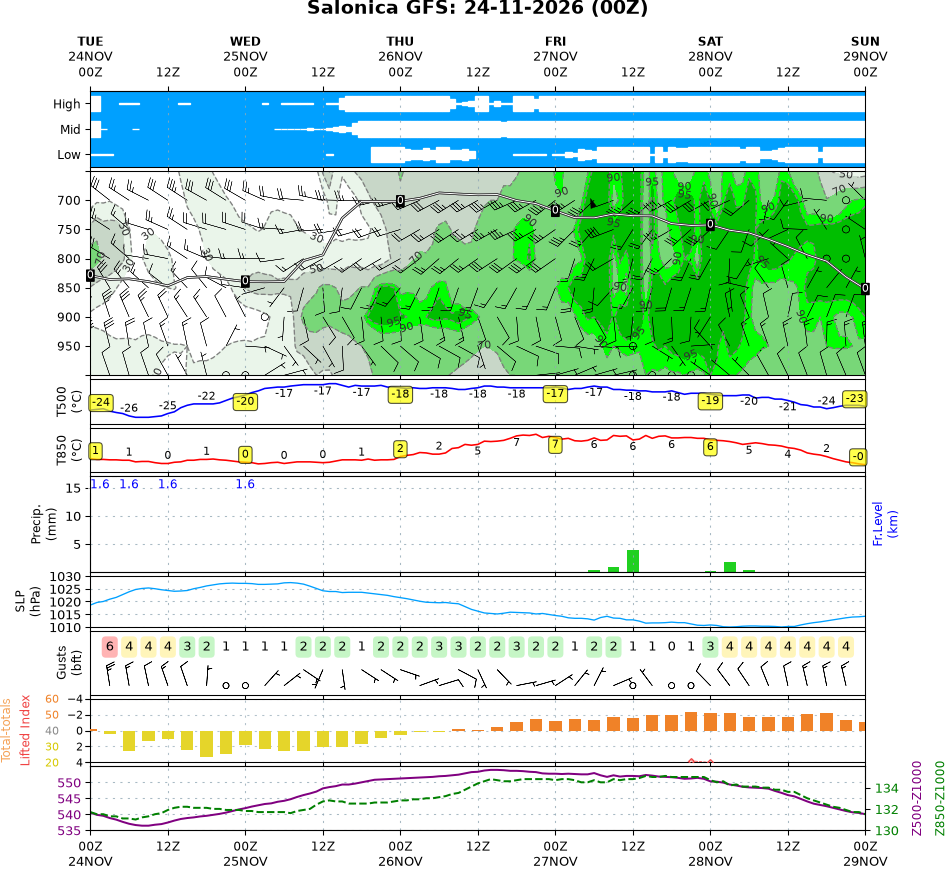 Salonica GFS: 24-11-2026 (00Z)
TUE WED THU FRI SAT SUN
24NOV 25NOV 26NOV 27NOV 28NOV 29NOV
00Z 12Z 00Z 12Z 00Z 12Z 00Z 12Z 00Z 12Z 00Z
High
Mid
Low
700
750
800
850
900
950
0 0 0 0 0 0
T500 (°C)
-24 -26 -25 -22 -20 -17 -17 -17 -18 -18 -18 -18 -17 -17 -18 -18 -19 -20 -21 -24 -23
T850 (°C)
1 1 0 1 0 0 0 1 2 2 5 7 7 6 6 6 6 5 4 2 -0
1.6 1.6 1.6 1.6
Precip. (mm)
15
10
5
Fr.Level (km)
SLP (hPa)
1030
1025
1020
1015
1010
Gusts (bft)
6 4 4 4 3 2 1 1 1 1 2 2 2 1 2 2 2 3 3 2 2 3 2 2 1 2 2 1 1 0 1 3 4 4 4 4 4 4 4
Total-totals
Lifted Index
60 −4
50 −2
40 0
30 2
20 4
550
545
540
535
134
132
130
Z500-Z1000
Z850-Z1000
00Z 12Z 00Z 12Z 00Z 12Z 00Z 12Z 00Z 12Z 00Z
24NOV 25NOV 26NOV 27NOV 28NOV 29NOV